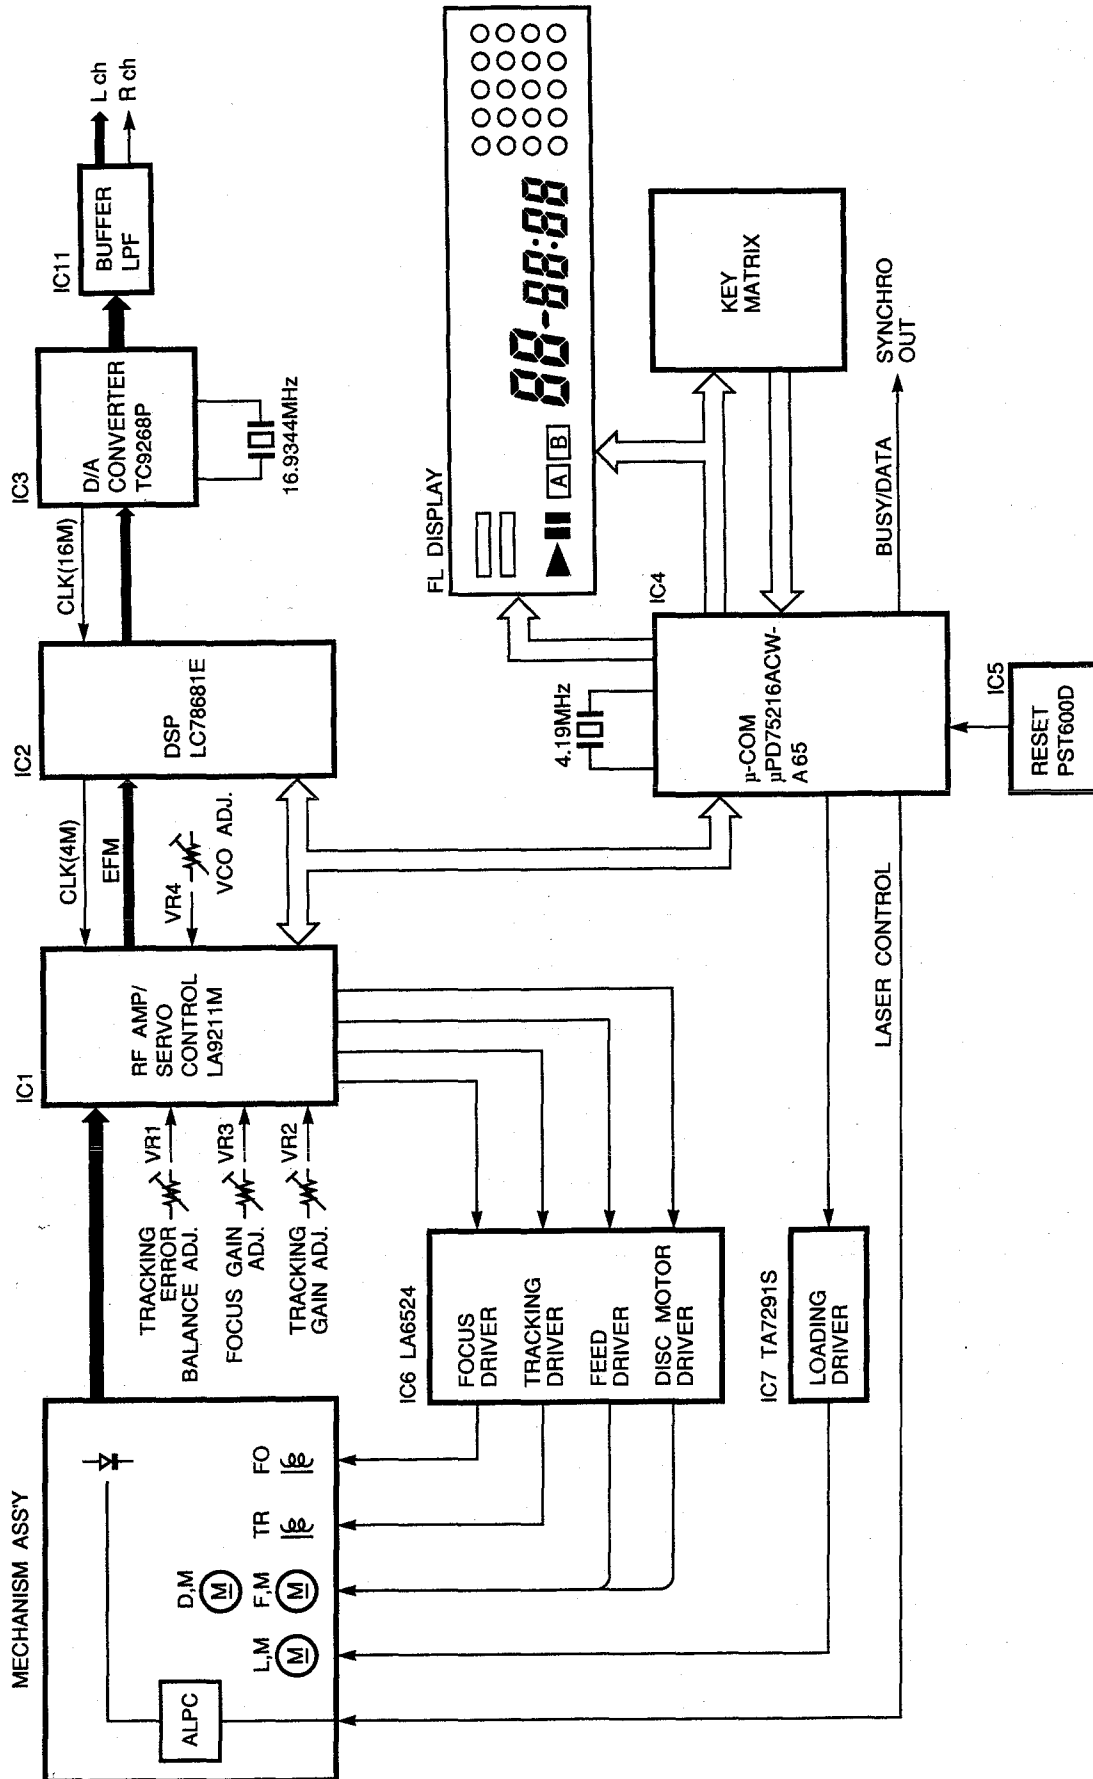 MECHANISM ASS'Y
ALPC
L,M
M
D,M
M
F,M
M
TR
FO
TRACKING
ERROR
BALANCE ADJ.
VR1
FOCUS GAIN
ADJ.
VR3
TRACKING
GAIN ADJ.
VR2
IC1
RF AMP/
SERVO
CONTROL
LA9211M
CLK(4M)
EFM
VR4
VCO ADJ.
IC2
DSP
LC78681E
CLK(16M)
IC3
D/A
CONVERTER
TC9268P
16.9344MHz
IC11
BUFFER
LPF
L ch
R ch
IC6 LA6524
FOCUS
DRIVER
TRACKING
DRIVER
FEED
DRIVER
DISC MOTOR
DRIVER
IC7 TA7291S
LOADING
DRIVER
LASER CONTROL
FL DISPLAY
A B
88-88:88
4.19MHz
IC4
μ-COM
μPD75216ACW-
A65
KEY
MATRIX
BUSY/DATA
SYNCHRO
OUT
IC5
RESET
PST600D